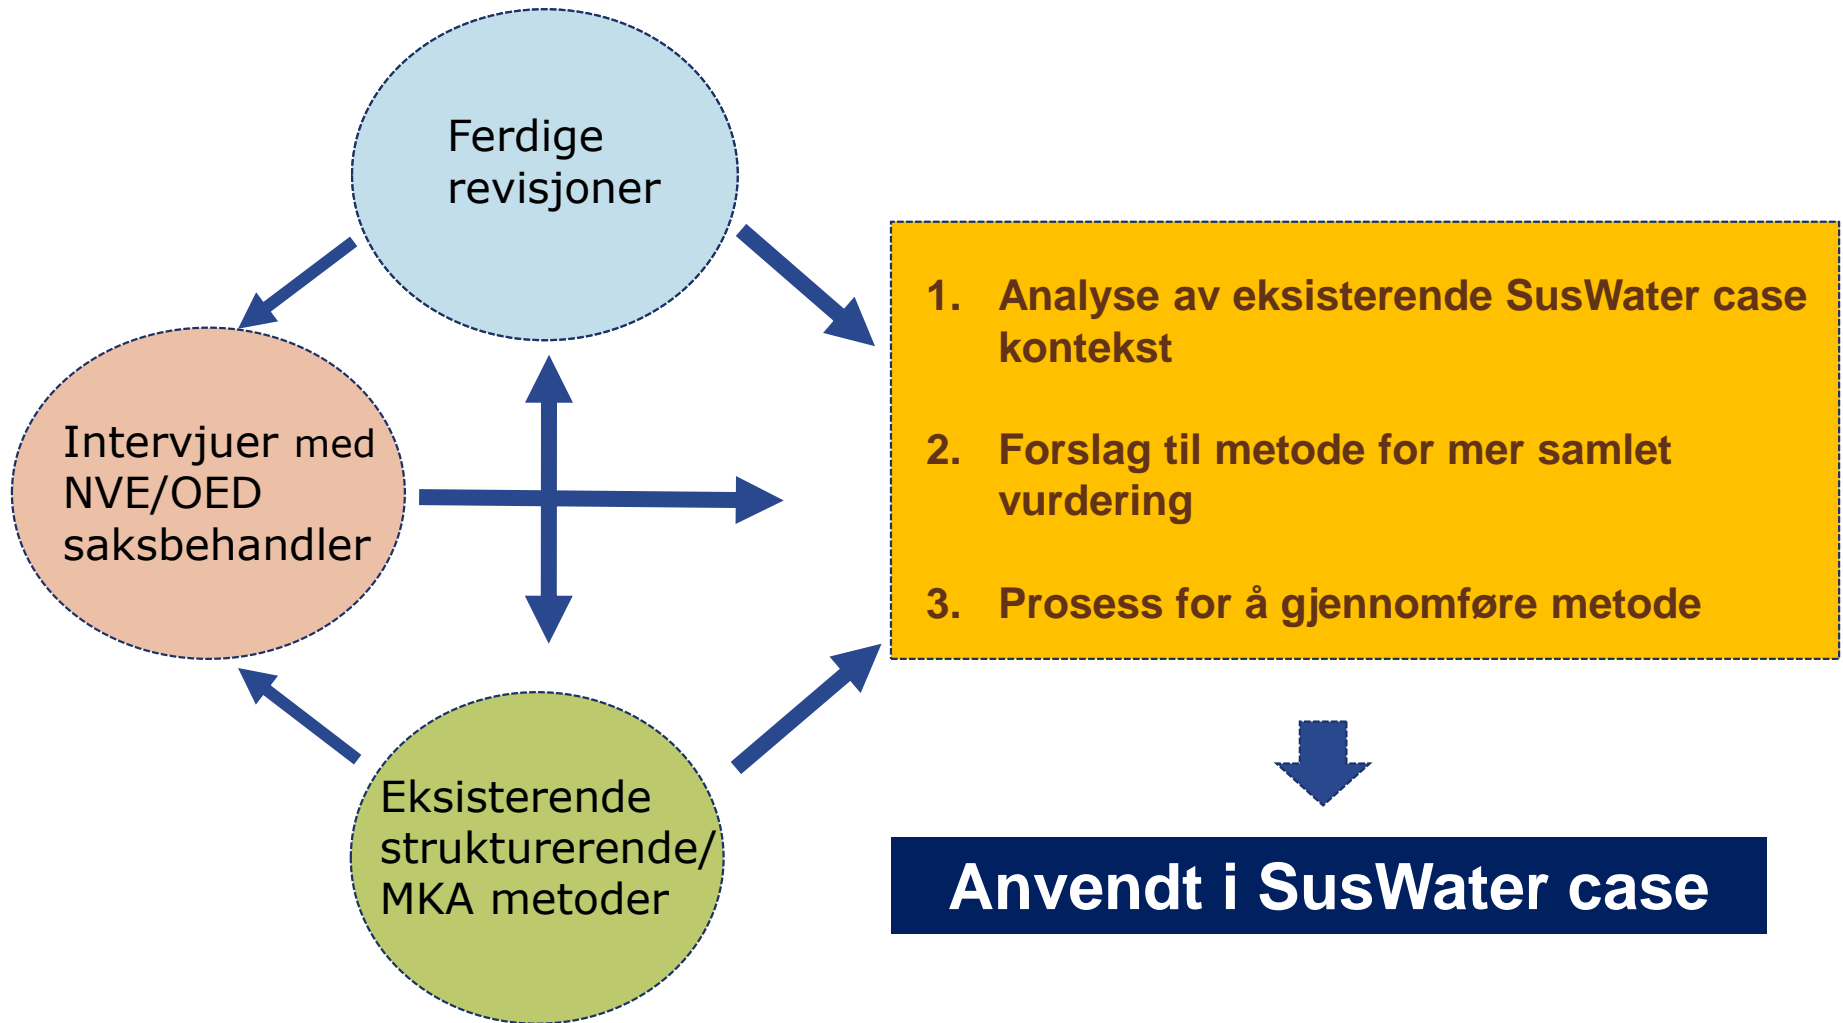 Ferdige
revisjoner
Intervjuer med
NVE/OED
saksbehandler
Eksisterende
strukturerende/
MKA metoder
1. Analyse av eksisterende SusWater case
kontekst
2. Forslag til metode for mer samlet
vurdering
3. Prosess for å gjennomføre metode
Anvendt i SusWater case